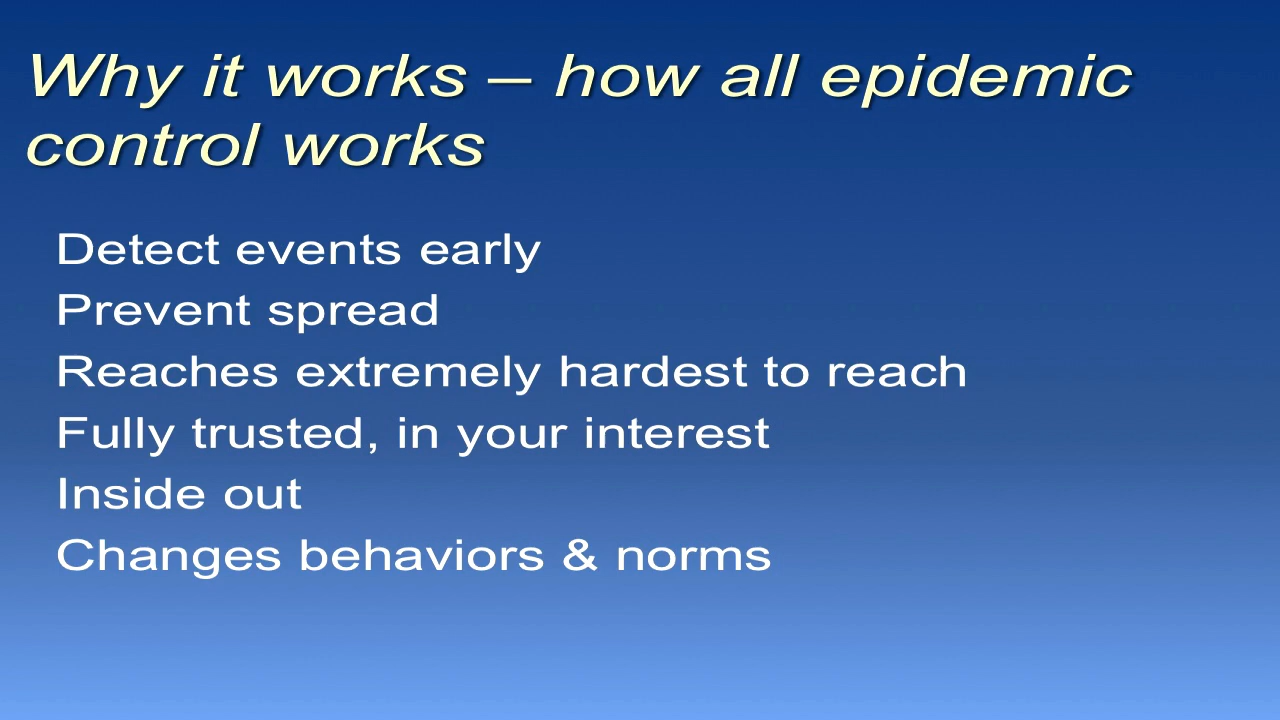 Why it works – how all epidemic
control works
Detect events early
Prevent spread
Reaches extremely hardest to reach
Fully trusted, in your interest
Inside out
Changes behaviors & norms